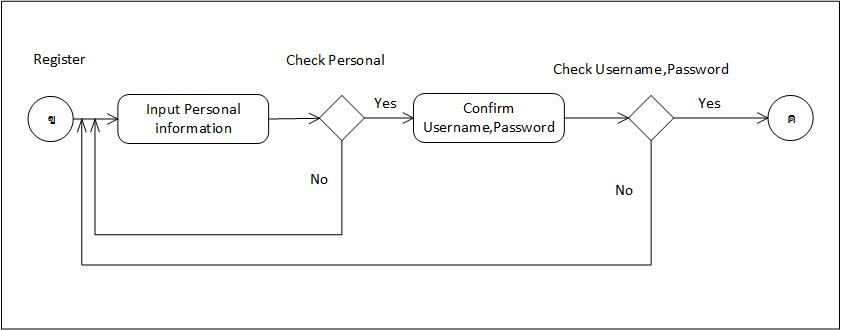 Register
Check Personal
Check Username,Password
ข
Input Personal
information
Yes
Confirm
Username,Password
Yes
ค
No
No